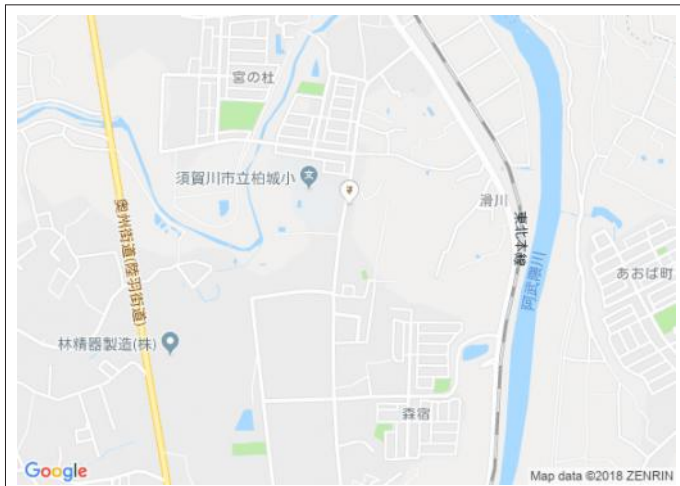 宮の杜
須賀川市立柏城小
文
滑川
東北本線
奥州街道(陸羽街道)
阿武隈川
あおば町
林精器製造(株)
森宿
Google
Map data ©2018 ZENRIN